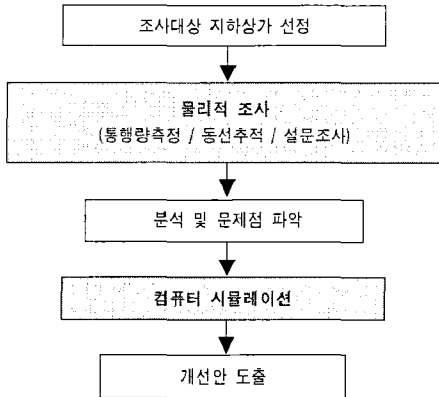 조사대상 지하상가 선정
물리적 조사
(통행량측정 / 동선추적 / 설문조사)
분석 및 문제점 파악
컴퓨터 시뮬레이션
개선안 도출